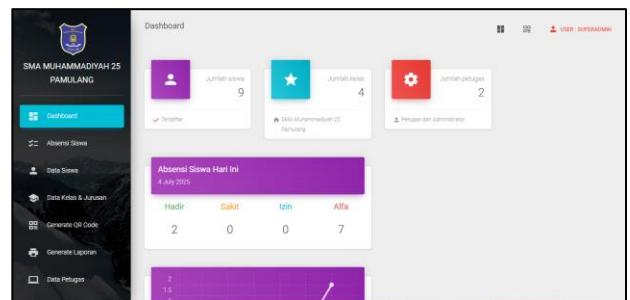 Dashboard
USER : SUPERADMIN
SMA MUHAMMADIYAH 25
PAMULANG
Dashboard
Absensi Siswa
Data Siswa
Data Kelas & Jurusan
Generate QR Code
Generate Laporan
Data Petugas
Jumlah siswa
9
Terdaftar
Jumlah kelas
4
SMA Muhammadiyah 25
Pamulang
Jumlah petugas
2
Petugas dan Administrator
Absensi Siswa Hari Ini
4 July 2025
Hadir Sakit Izin Alfa
2 0 0 7
2
1.5